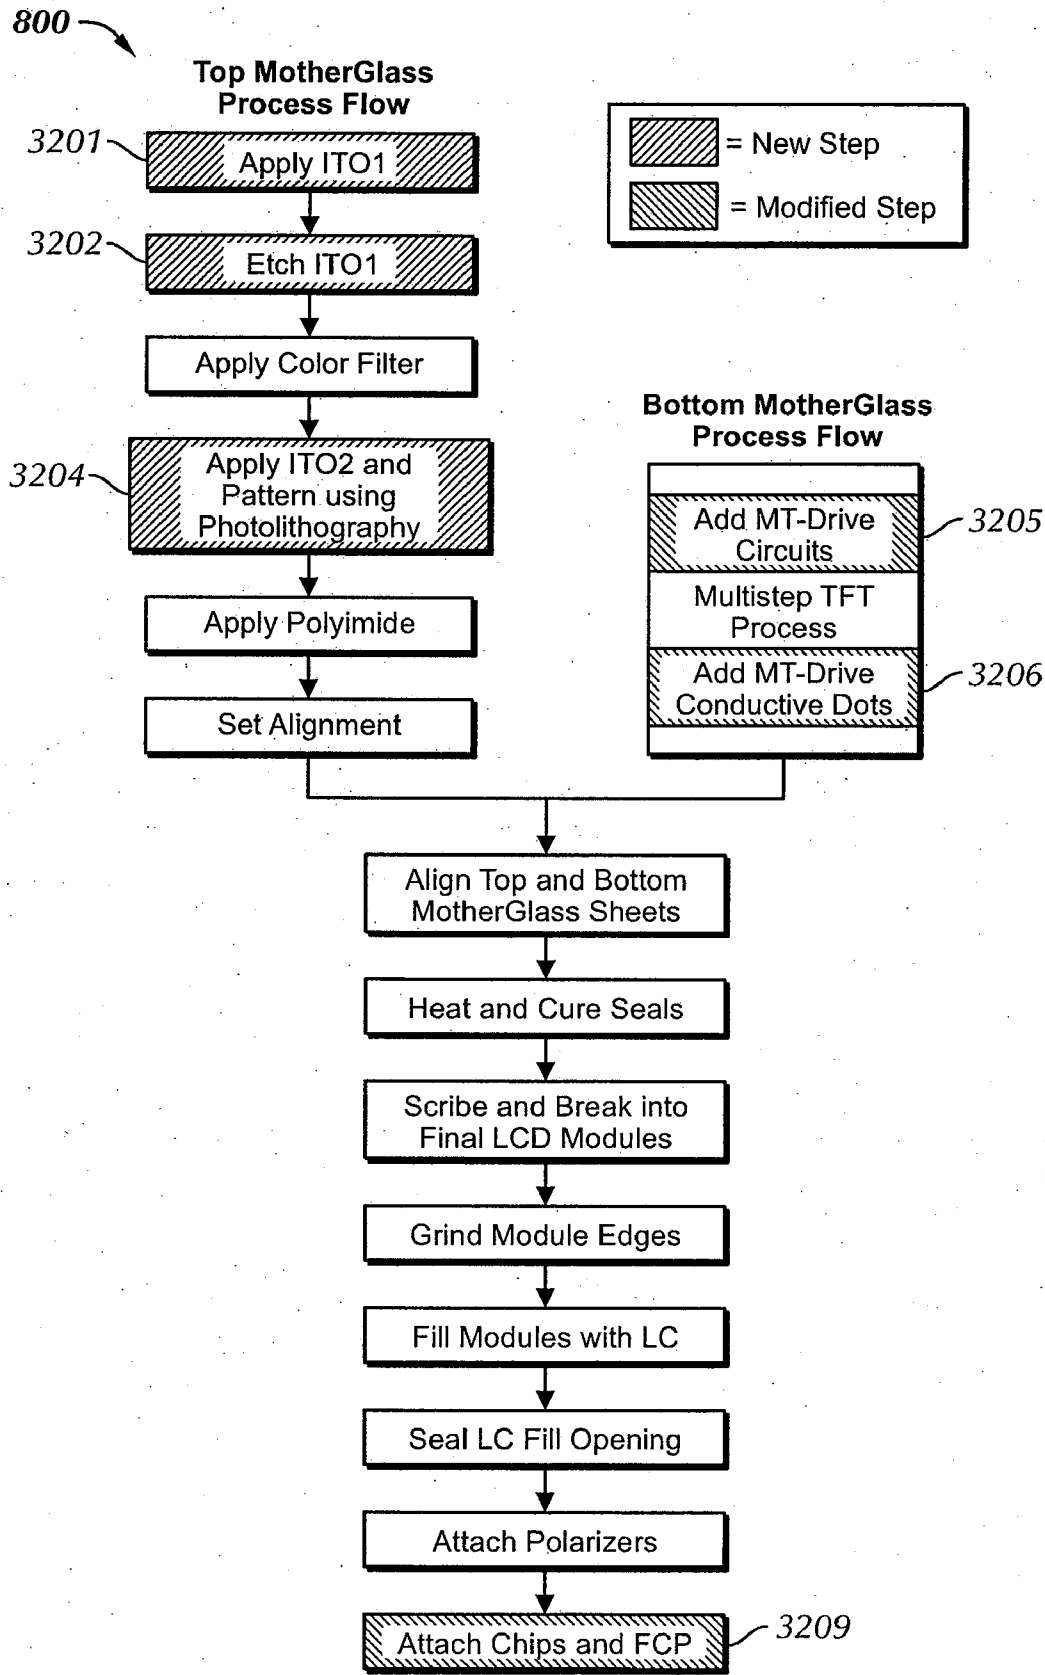 800
Top MotherGlass
Process Flow
3201
Apply ITO1
3202
Etch ITO1
Apply Color Filter
3204
Apply ITO2 and
Pattern using
Photolithography
Apply Polyimide
Set Alignment
= New Step
= Modified Step
Bottom MotherGlass
Process Flow
Add MT-Drive
Circuits
3205
Multistep TFT
Process
Add MT-Drive
Conductive Dots
3206
Align Top and Bottom
MotherGlass Sheets
Heat and Cure Seals
Scribe and Break into
Final LCD Modules
Grind Module Edges
Fill Modules with LC
Seal LC Fill Opening
Attach Polarizers
Attach Chips and FCP
3209